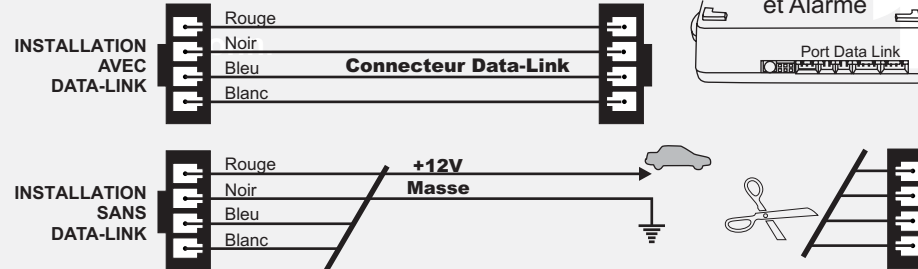 INSTALLATION
AVEC
DATA-LINK
Rouge
Noir
Bleu
Blanc
Connecteur Data-Link
et Alarme
Port Data Link
INSTALLATION
SANS
DATA-LINK
Rouge
Noir
Bleu
Blanc
+12V
Masse